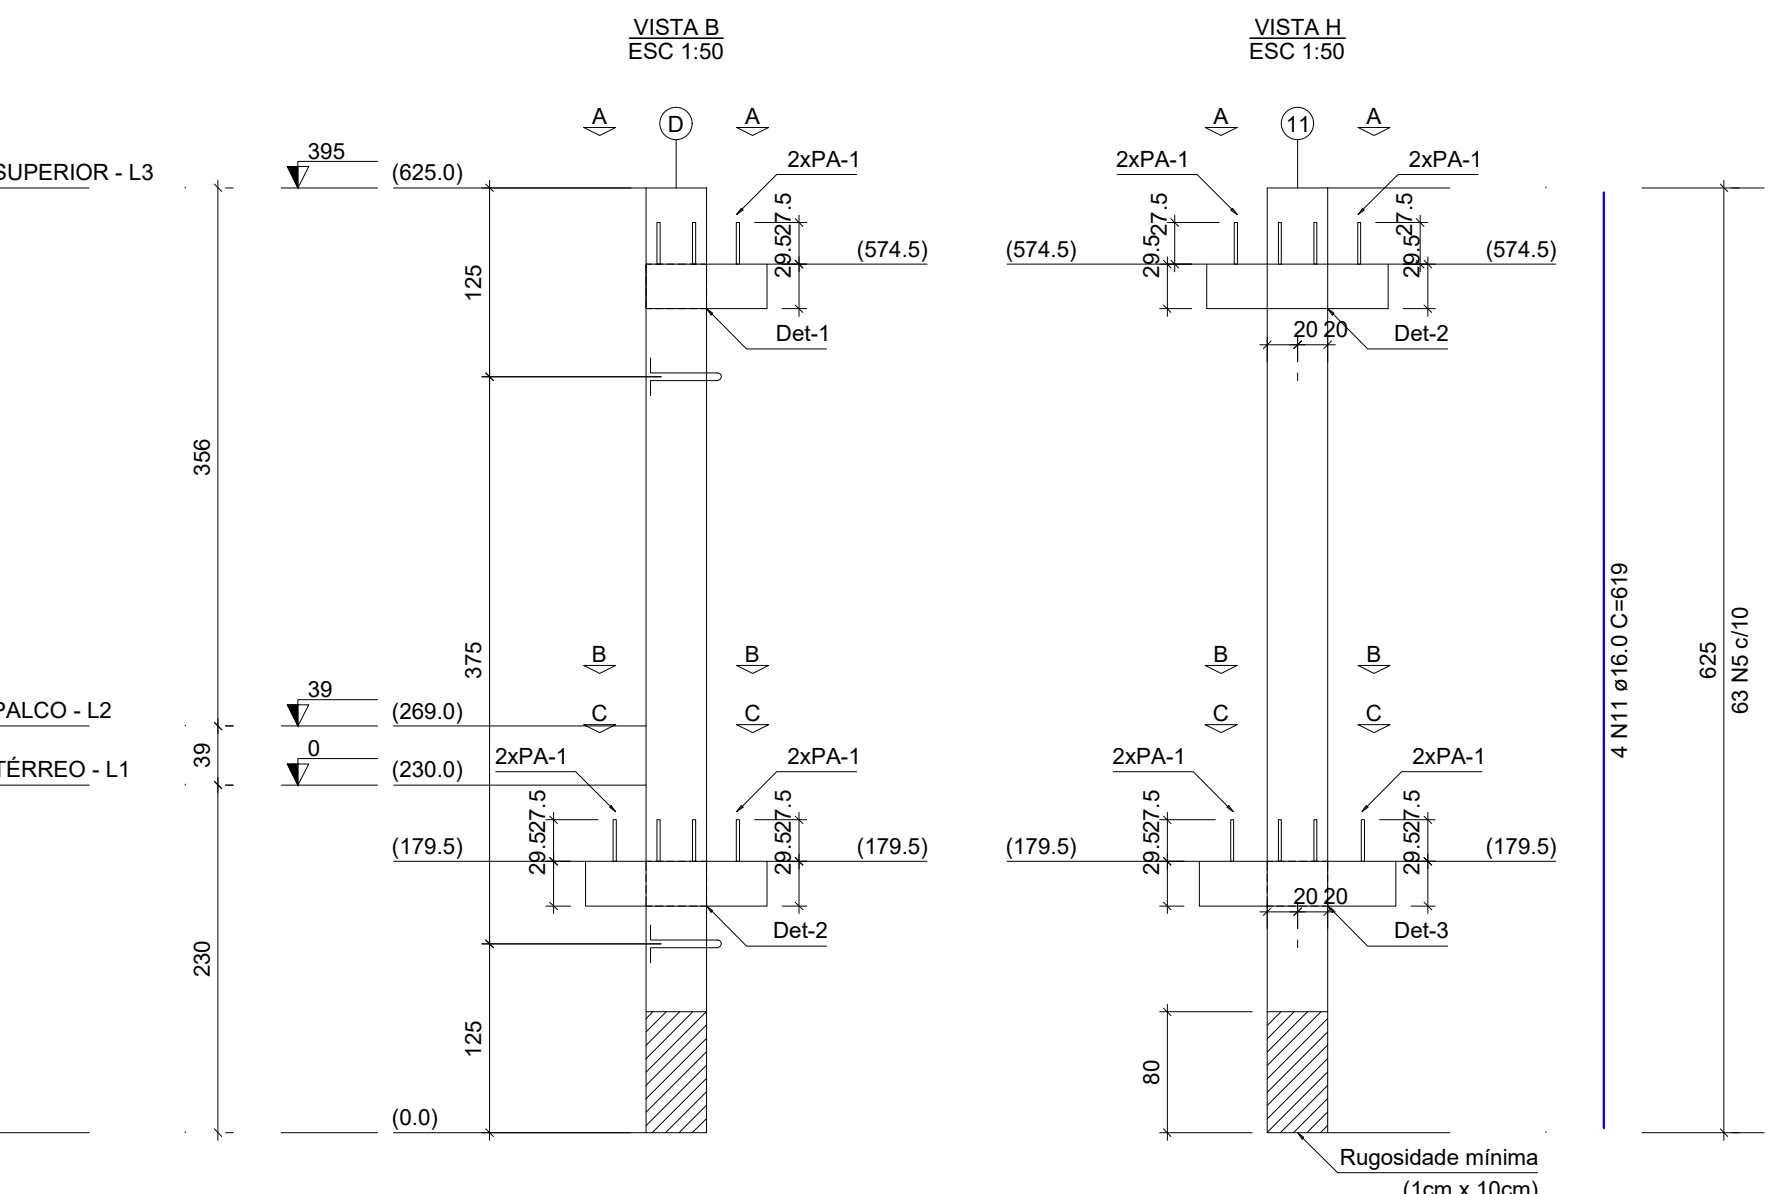 VISTA B
ESC 1:50
VISTA H
ESC 1:50
A
D
A
A
11
A
SUPERIOR - L3
395
(625.0)
2xPA-1
2xPA-1
2xPA-1
27.5
29.5
(574.5)
(574.5)
27.5
29.5
27.5
29.5
(574.5)
125
Det-1
20 20
Det-2
356
375
B
B
B
B
PALCO - L2
39
(269.0)
C
C
C
C
39
TÉRREO - L1
0
(230.0)
2xPA-1
2xPA-1
2xPA-1
2xPA-1
27.5
29.5
27.5
29.5
27.5
29.5
27.5
29.5
(179.5)
(179.5)
(179.5)
(179.5)
20 20
Det-2
Det-3
230
125
80
(0.0)
4 N11 ø16.0 C=619
625
63 N5 c/10
Rugosidade mínima
(1cm x 10cm)